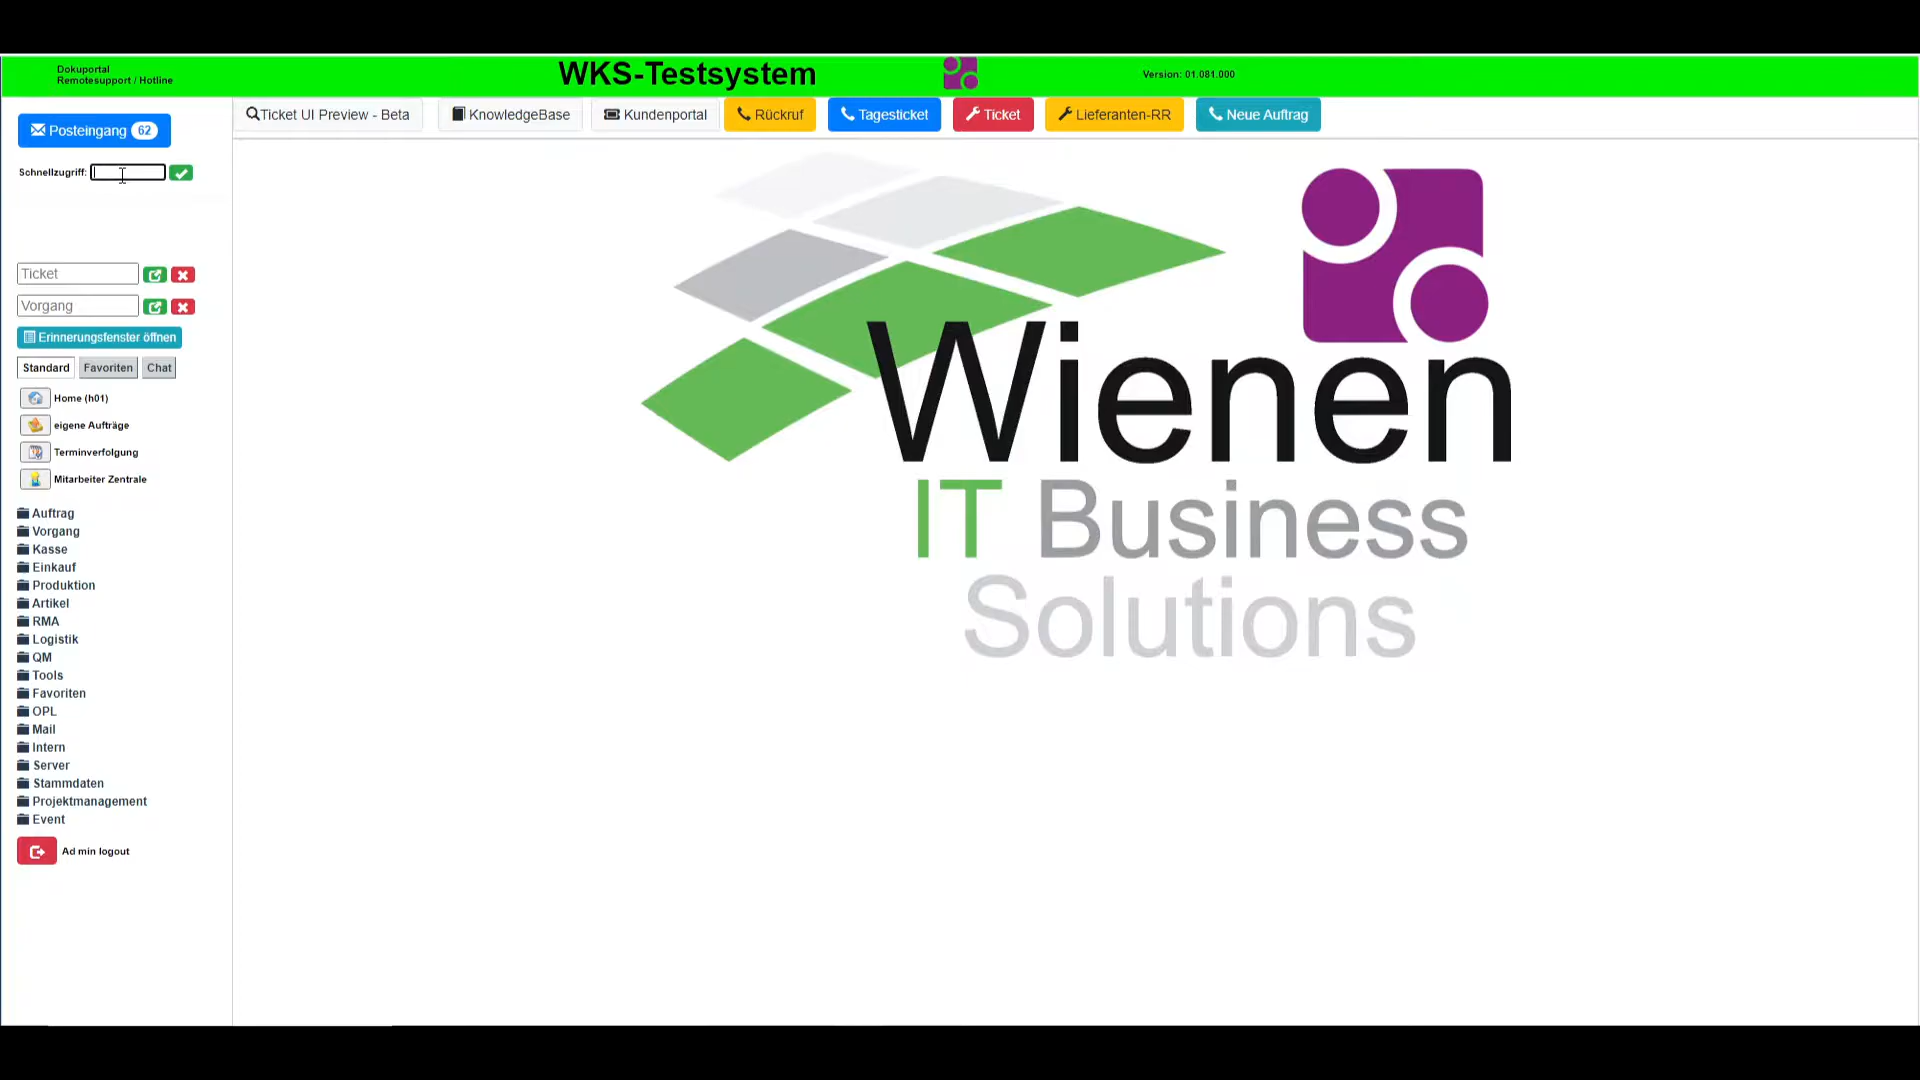 Dokuportal
Remotesupport / Hotline
WKS-Testsystem
Version: 01.081.000
Posteingang 62
Ticket UI Preview - Beta
KnowledgeBase
Kundenportal
Rückruf
Tagesticket
Ticket
Lieferanten-RR
Neue Auftrag
Schnellzugriff:
Ticket
Vorgang
Erinnerungsfenster öffnen
Standard
Favoriten
Chat
Home (h01)
eigene Aufträge
Terminverfolgung
Mitarbeiter Zentrale
Auftrag
Vorgang
Kasse
Einkauf
Produktion
Artikel
RMA
Logistik
QM
Tools
Favoriten
OPL
Mail
Intern
Server
Stammdaten
Projektmanagement
Event
Ad min logout
Wienen
IT Business
Solutions